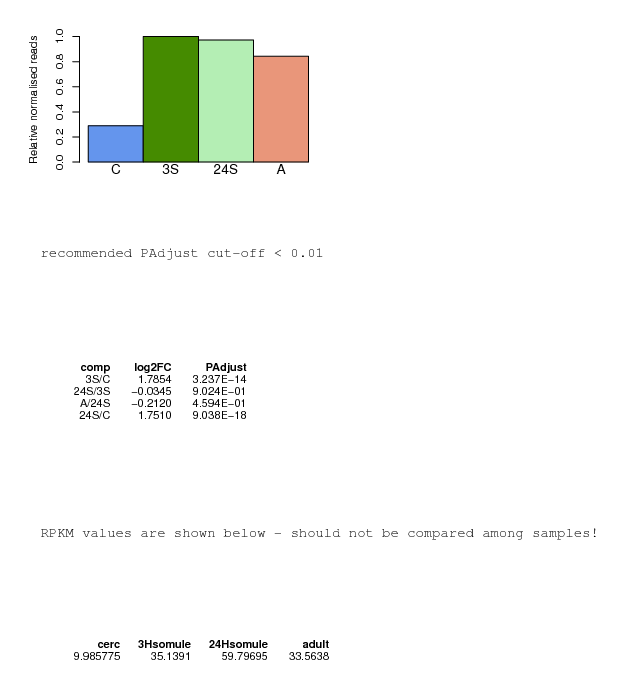 Relative normalised reads
1.0
0.8
0.6
0.4
0.2
0.0
C 3S 24S A
recommended PAdjust cut-off < 0.01
comp log2FC PAdjust
3S/C 1.7854 3.237E−14
24S/3S −0.0345 9.024E−01
A/24S −0.2120 4.594E−01
24S/C 1.7510 9.038E−18
RPKM values are shown below - should not be compared among samples!
cerc 3Hsomule 24Hsomule adult
9.985775 35.1391 59.79695 33.5638